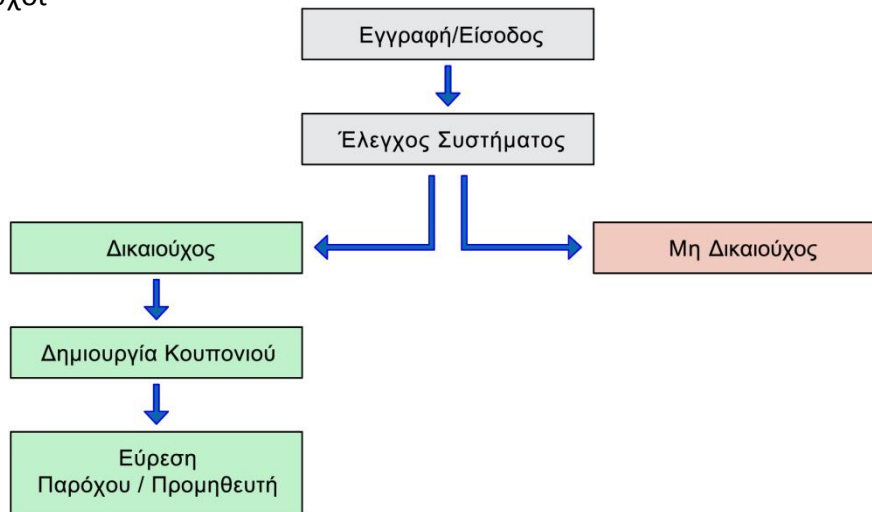 Εγγραφή/Είσοδος
Έλεγχος Συστήματος
Δικαιούχος
Μη Δικαιούχος
Δημιουργία Κουπονιού
Εύρεση
Παρόχου / Προμηθευτή